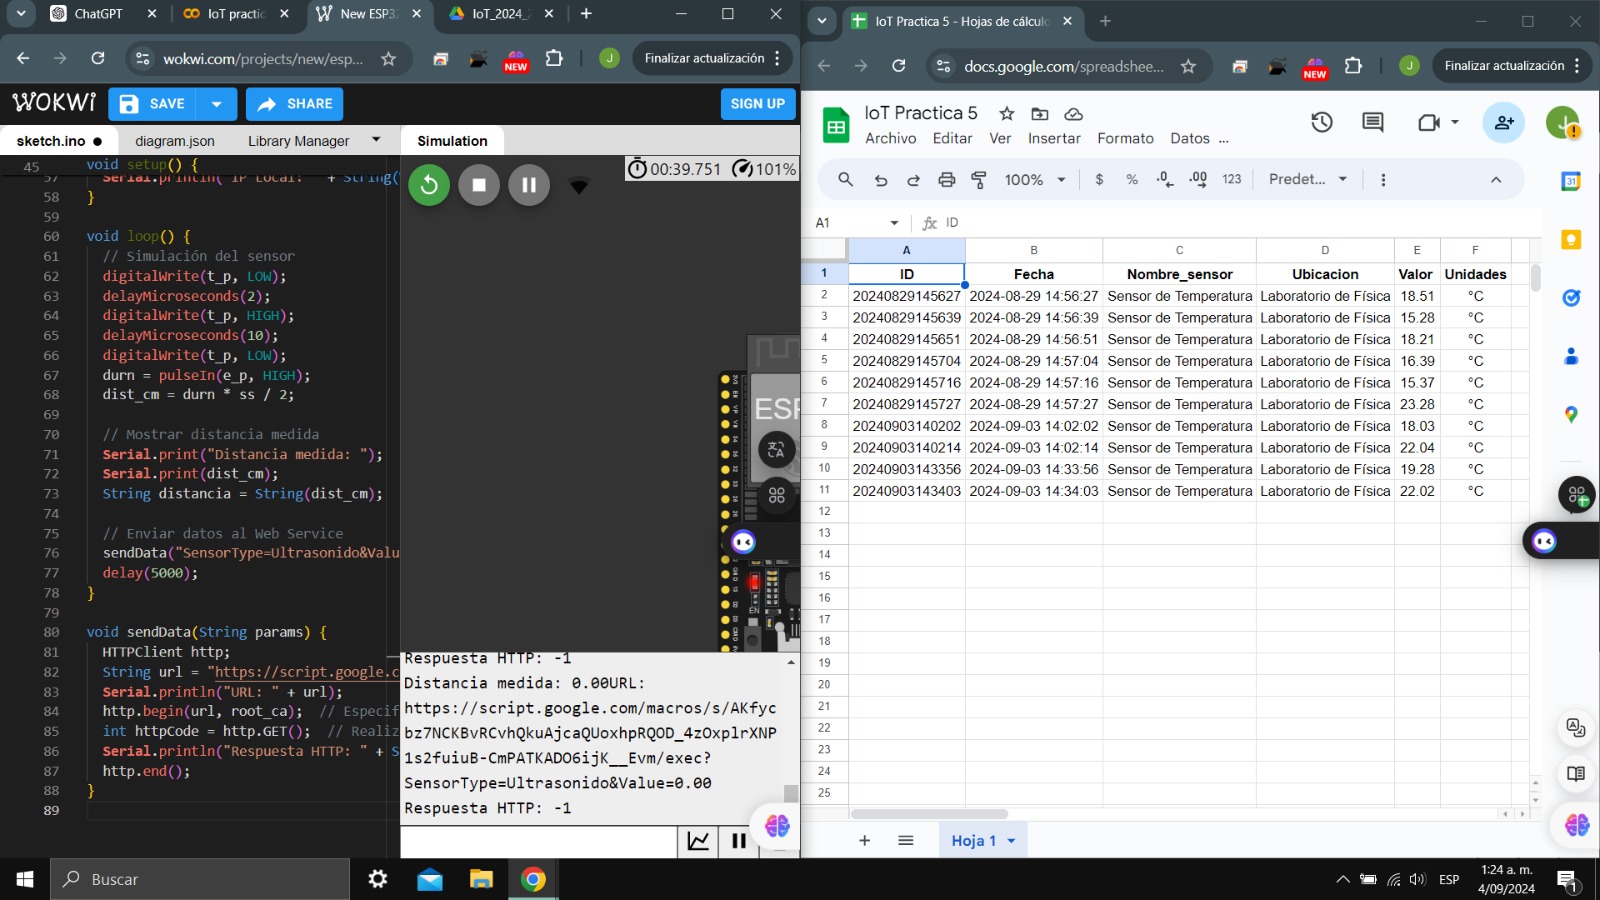 ChatGPT
IoT practic
New ESP3
IoT_2024_
wokwi.com/projects/new/esp...
NEW
J
Finalizar actualización
WOKWI
SAVE
SHARE
SIGN UP
sketch.ino
diagram.json
Library Manager
Simulation
00:39.751
101%
45 void setup() {
57 Serial.println("IP Local: " + String(
58 }
59
60 void loop() {
61 // Simulación del sensor
62 digitalWrite(t_p, LOW);
63 delayMicroseconds(2);
64 digitalWrite(t_p, HIGH);
65 delayMicroseconds(10);
66 digitalWrite(t_p, LOW);
67 durn = pulseIn(e_p, HIGH);
68 dist_cm = durn * ss / 2;
69
70 // Mostrar distancia medida
71 Serial.print("Distancia medida: ");
72 Serial.print(dist_cm);
73 String distancia = String(dist_cm);
74
75 // Enviar datos al Web Service
76 sendData("SensorType=Ultrasonido&Valu
77 delay(5000);
78 }
79
80 void sendData(String params) {
81 HTTPClient http;
82 String url = "https://script.google.c
83 Serial.println("URL: " + url);
84 http.begin(url, root_ca); // Especif
85 int httpCode = http.GET(); // Realiz
86 Serial.println("Respuesta HTTP: " + S
87 http.end();
88 }
89
ESP
EN
Respuesta HTTP: -1
Distancia medida: 0.00URL:
https://script.google.com/macros/s/AKfyc
bz7NCKBvRCvhQkuAjcaQUoxhpRQOD_4zOxplrXNP
1s2fuiuB-CmPATKADO6ijK__Evm/exec?
SensorType=Ultrasonido&Value=0.00
Respuesta HTTP: -1
IoT Practica 5 - Hojas de cálculo
docs.google.com/spreadshee...
NEW
J
Finalizar actualización
IoT Practica 5
J
Archivo Editar Ver Insertar Formato Datos ...
100% $ % .0 .00 123 Predet...
31
A1 fx ID
A B C D E F
1 ID Fecha Nombre_sensor Ubicacion Valor Unidades
2 20240829145627 2024-08-29 14:56:27 Sensor de Temperatura Laboratorio de Física 18.51 °C
3 20240829145639 2024-08-29 14:56:39 Sensor de Temperatura Laboratorio de Física 15.28 °C
4 20240829145651 2024-08-29 14:56:51 Sensor de Temperatura Laboratorio de Física 18.21 °C
5 20240829145704 2024-08-29 14:57:04 Sensor de Temperatura Laboratorio de Física 16.39 °C
6 20240829145716 2024-08-29 14:57:16 Sensor de Temperatura Laboratorio de Física 15.37 °C
7 20240829145727 2024-08-29 14:57:27 Sensor de Temperatura Laboratorio de Física 23.28 °C
8 20240903140202 2024-09-03 14:02:02 Sensor de Temperatura Laboratorio de Física 18.03 °C
9 20240903140214 2024-09-03 14:02:14 Sensor de Temperatura Laboratorio de Física 22.04 °C
10 20240903143356 2024-09-03 14:33:56 Sensor de Temperatura Laboratorio de Física 19.28 °C
11 20240903143403 2024-09-03 14:34:03 Sensor de Temperatura Laboratorio de Física 22.02 °C
12
13
14
15
16
17
18
19
20
21
22
23
24
25
Hoja 1
Buscar
ESP
1:24 a. m.
4/09/2024
1